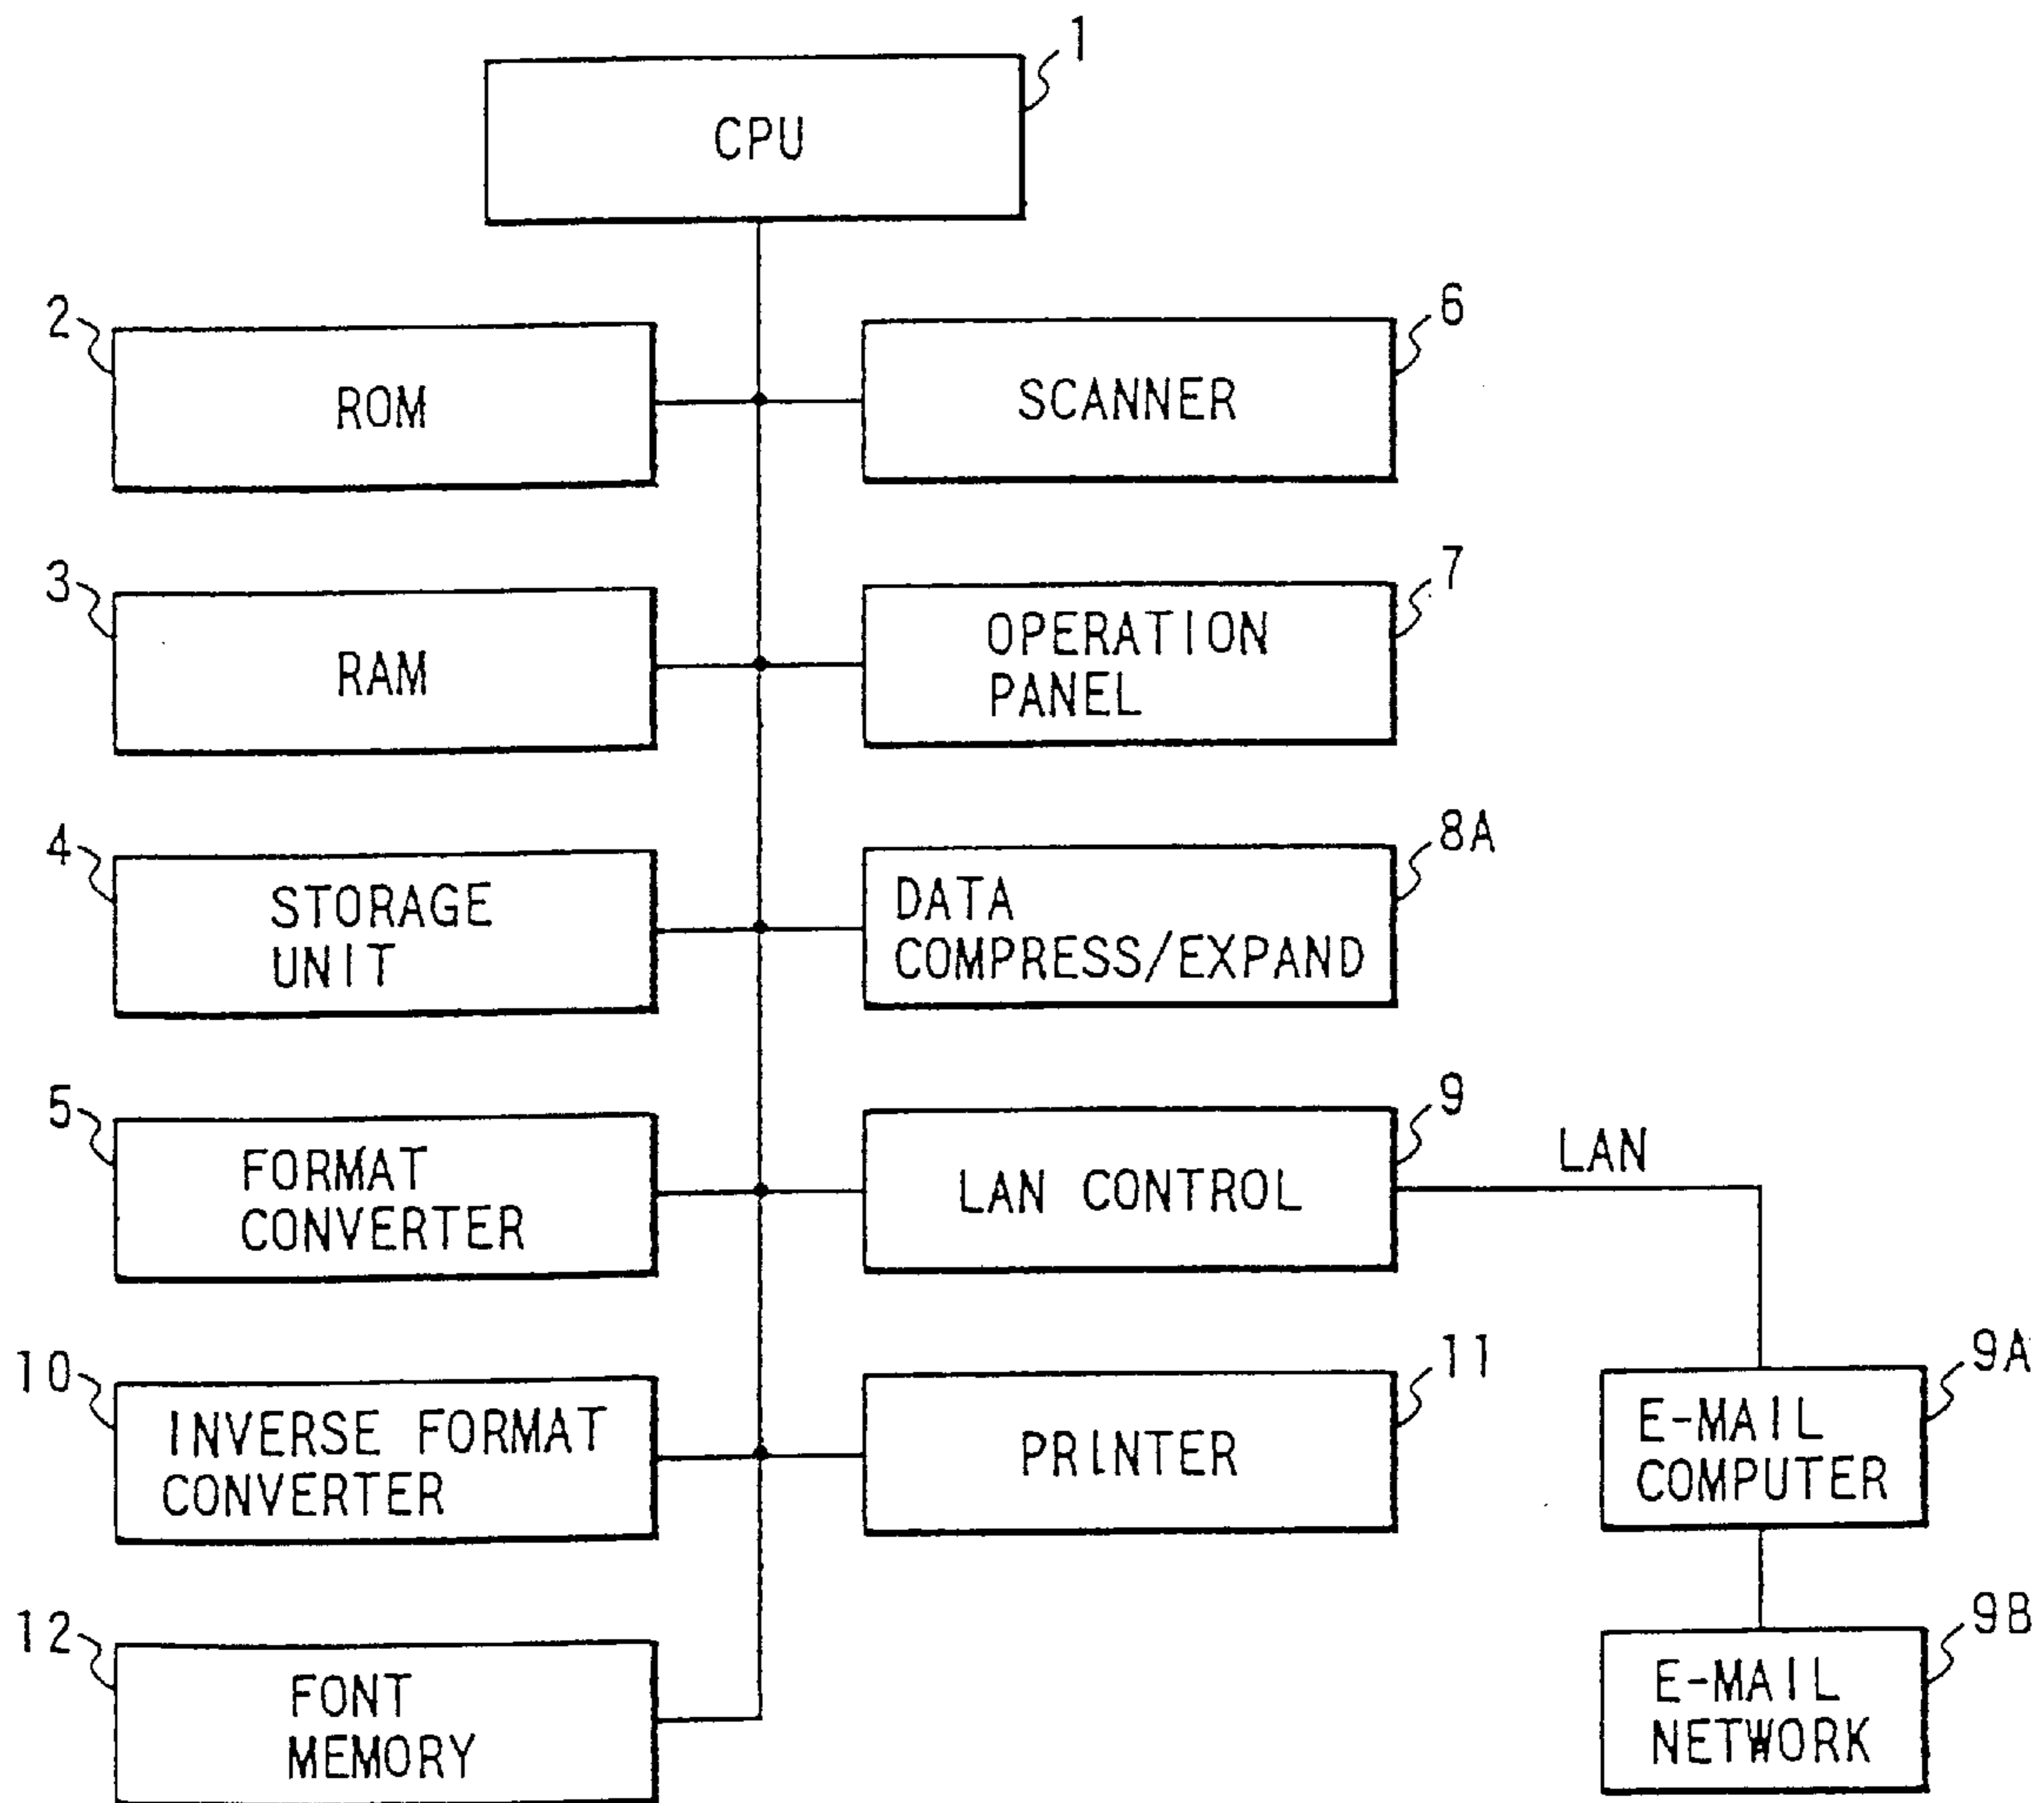 1
CPU
2
ROM
6
SCANNER
3
RAM
7
OPERATION
PANEL
4
STORAGE
UNIT
8A
DATA
COMPRESS/EXPAND
5
FORMAT
CONVERTER
9
LAN CONTROL
LAN
10
INVERSE FORMAT
CONVERTER
11
PRINTER
9A
E-MAIL
COMPUTER
12
FONT
MEMORY
9B
E-MAIL
NETWORK